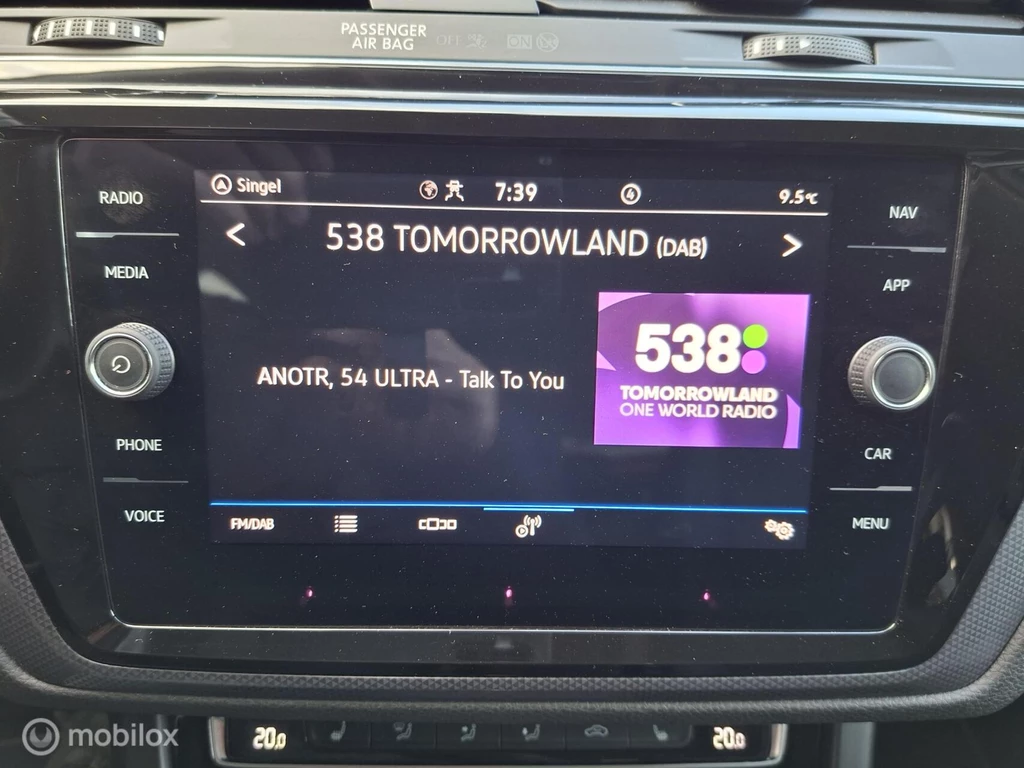 PASSENGER
AIR BAG OFF ON
RADIO
MEDIA
PHONE
VOICE
Singel 7:39 4 9.5°C
< 538 TOMORROWLAND (DAB) >
ANOTR, 54 ULTRA - Talk To You
538
TOMORROWLAND
ONE WORLD RADIO
FM/DAB
NAV
APP
CAR
MENU
20.0 20.0
mobilox